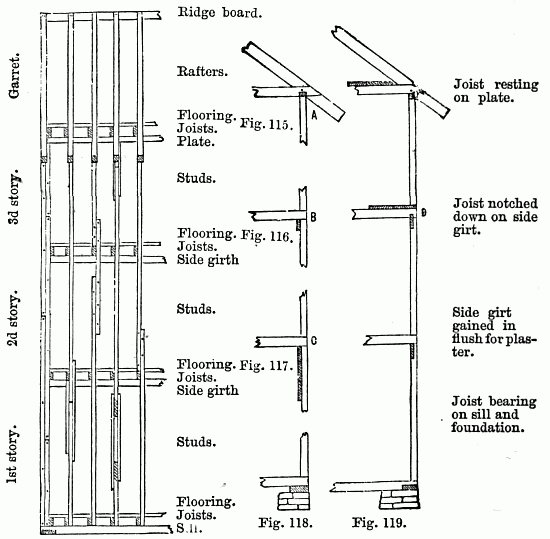 Ridge board.
Garret.
Rafters.
A
Joist resting
on plate.
Flooring.
Joists.
Fig. 115.
Plate.
3d story.
Studs.
B
B
Joist notched
down on side
girt.
Flooring.
Fig. 116.
Joists.
Side girth
2d story.
Studs.
C
Side girt
gained in
flush for plas-
ter.
Flooring.
Fig. 117.
Joists.
Side girth
Joist bearing
on sill and
foundation.
1st story.
Studs.
Flooring.
Joists.
Fig. 118.
Fig. 119.